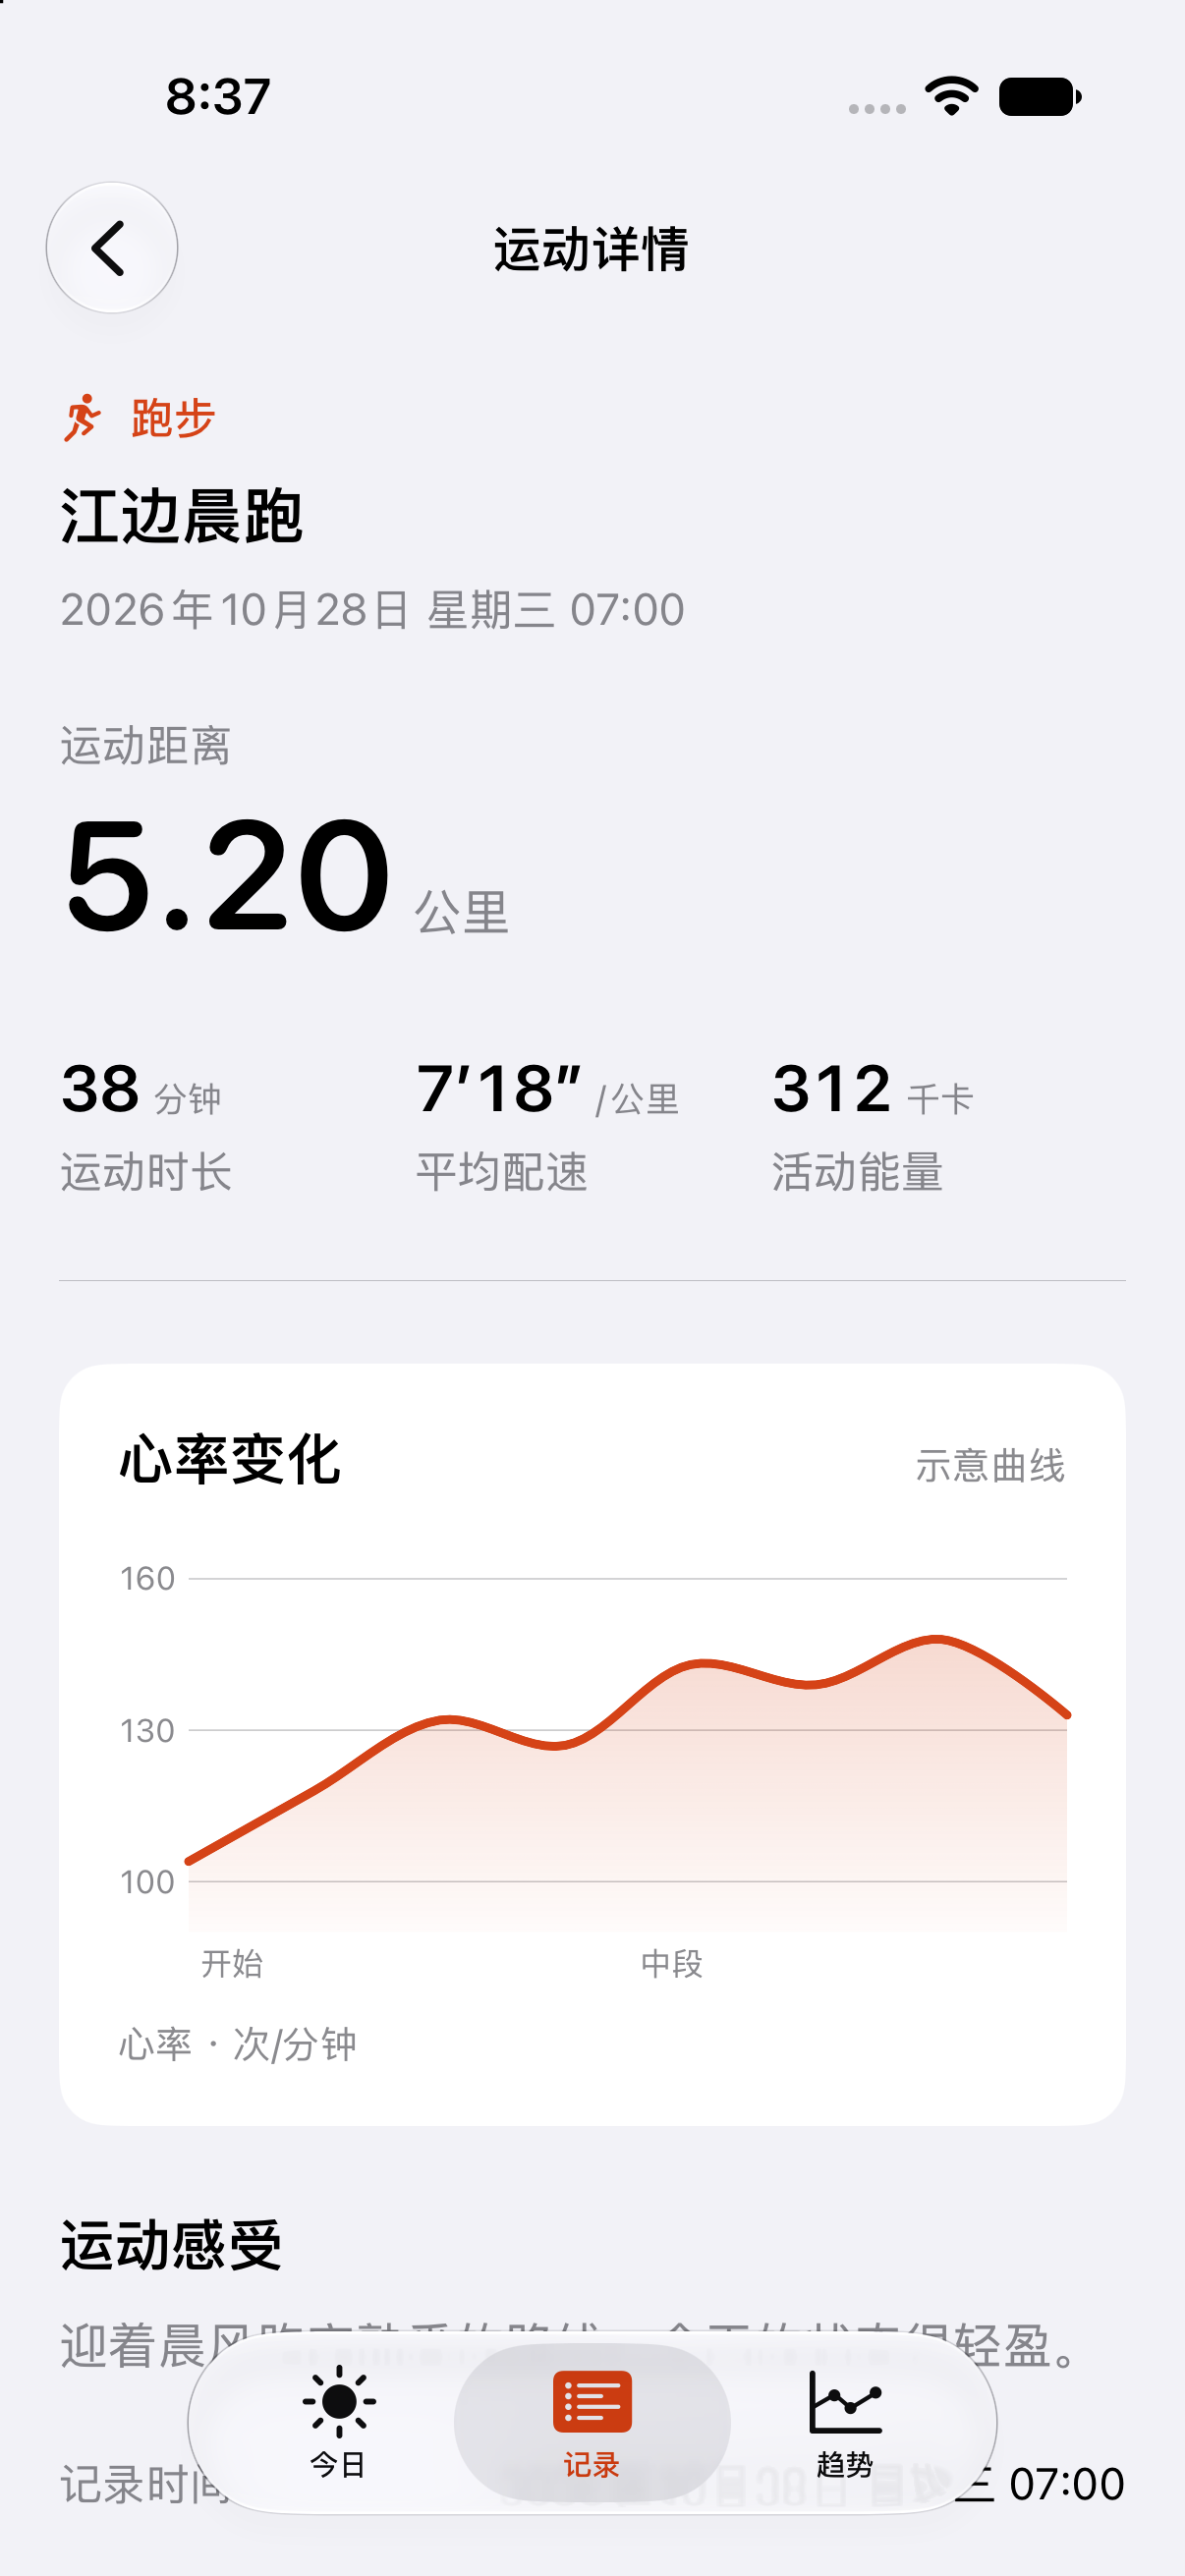 8:37
运动详情
跑步
江边晨跑
2026年10月28日 星期三 07:00
运动距离
5.20 公里
38 分钟 7′18″ /公里 312 千卡
运动时长 平均配速 活动能量
心率变化 示意曲线
160
130
100
开始 中段
心率 · 次/分钟
运动感受
迎着晨风 很轻盈。
今日 记录 趋势
记录时间 三 07:00